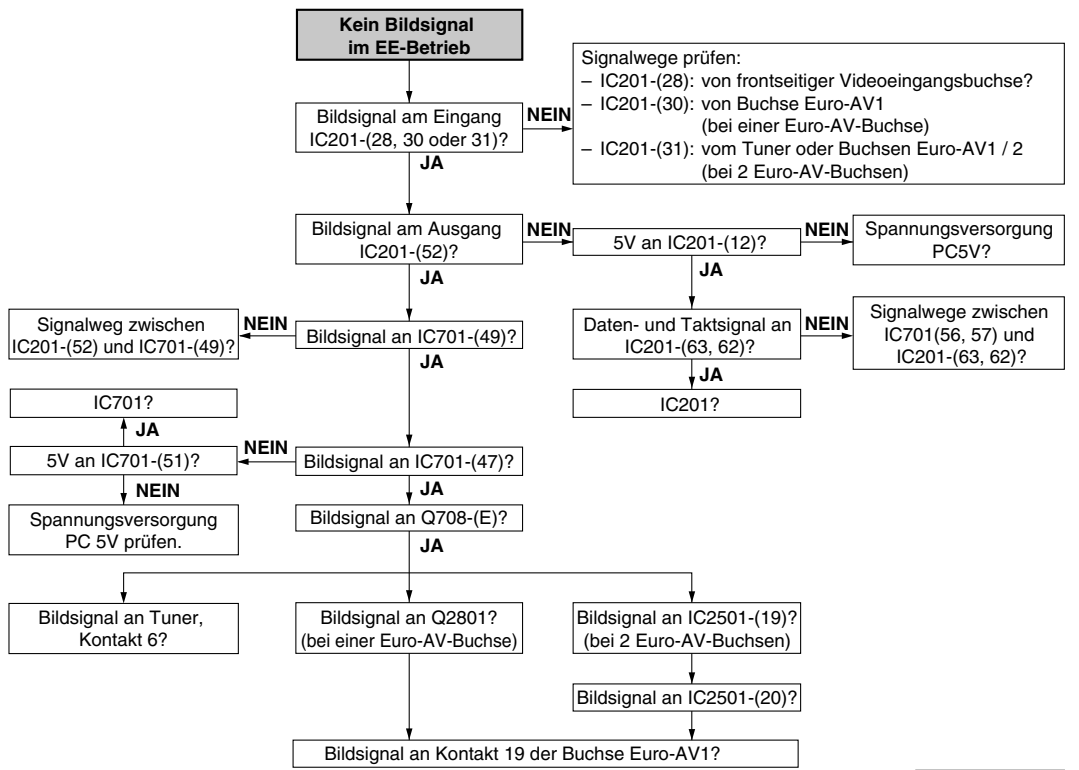 Kein Bildsignal
im EE-Betrieb
Signalwege prüfen:
– IC201-(28): von frontseitiger Videoeingangsbuchse?
– IC201-(30): von Buchse Euro-AV1
(bei einer Euro-AV-Buchse)
– IC201-(31): vom Tuner oder Buchsen Euro-AV1 / 2
(bei 2 Euro-AV-Buchsen)
Bildsignal am Eingang
IC201-(28, 30 oder 31)?
NEIN
JA
Bildsignal am Ausgang
IC201-(52)?
NEIN
5V an IC201-(12)?
NEIN
Spannungsversorgung
PC5V?
JA
JA
Signalweg zwischen
IC201-(52) und IC701-(49)?
NEIN
Bildsignal an IC701-(49)?
Daten- und Taktsignal an
IC201-(63, 62)?
NEIN
Signalwege zwischen
IC701(56, 57) und
IC201-(63, 62)?
JA
JA
IC701?
IC201?
JA
5V an IC701-(51)?
NEIN
Bildsignal an IC701-(47)?
NEIN
JA
Spannungsversorgung
PC 5V prüfen.
Bildsignal an Q708-(E)?
JA
Bildsignal an Tuner,
Kontakt 6?
Bildsignal an Q2801?
(bei einer Euro-AV-Buchse)
Bildsignal an IC2501-(19)?
(bei 2 Euro-AV-Buchsen)
Bildsignal an IC2501-(20)?
Bildsignal an Kontakt 19 der Buchse Euro-AV1?